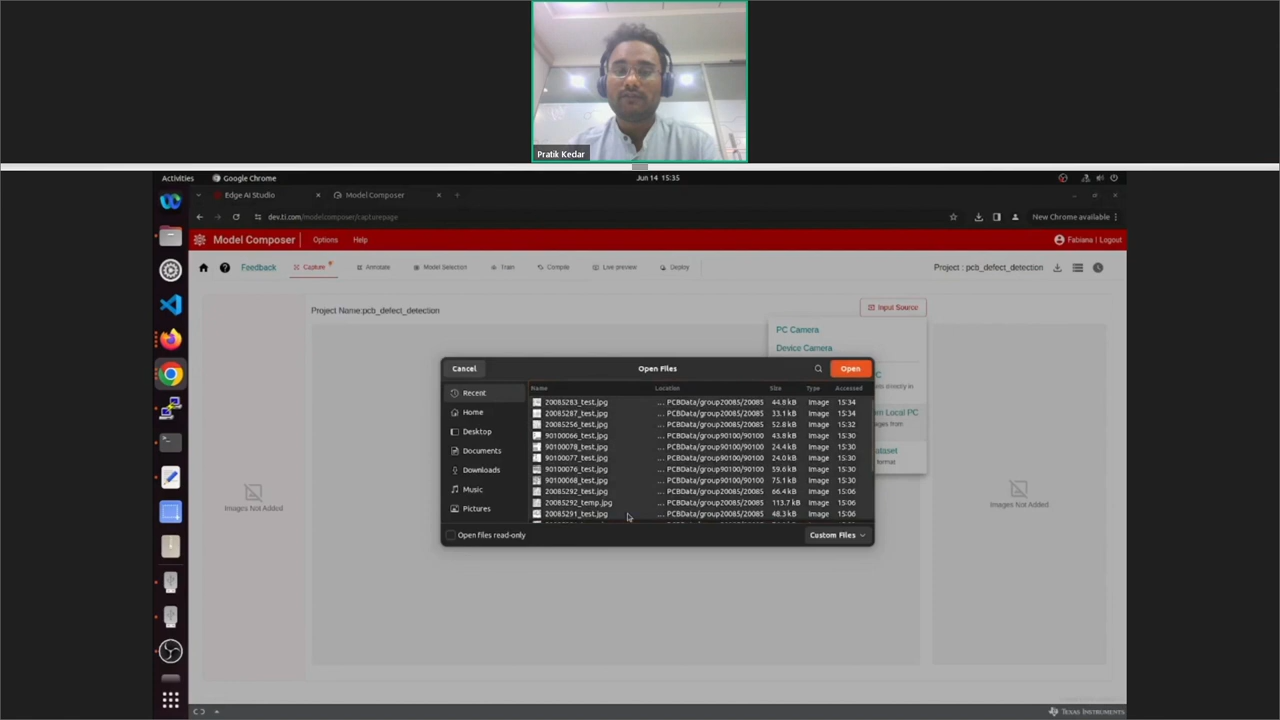 Pratik Kedar
Activities
Google Chrome
Jun 14 15:35
Edge AI Studio
Model Composer
dev.ti.com/modelcomposer/capturepage
New Chrome available
Model Composer
Options
Help
Fabiana | Logout
Feedback
Capture
Annotate
Model Selection
Train
Compile
Live preview
Deploy
Project : pcb_defect_detection
Project Name:pcb_defect_detection
Input Source
PC Camera
Device Camera
Cancel
Open Files
Open
Recent
Home
Desktop
Documents
Downloads
Music
Pictures
Name Location Size Type Accessed
20085283_test.jpg ... PCBData/group20085/20085 44.8 kB Image 15:34
20085287_test.jpg ... PCBData/group20085/20085 33.1 kB Image 15:34
20085256_test.jpg ... PCBData/group20085/20085 52.8 kB Image 15:32
90100066_test.jpg ... PCBData/group90100/90100 43.8 kB Image 15:30
90100078_test.jpg ... PCBData/group90100/90100 24.4 kB Image 15:30
90100077_test.jpg ... PCBData/group90100/90100 24.0 kB Image 15:30
90100076_test.jpg ... PCBData/group90100/90100 59.6 kB Image 15:30
90100068_test.jpg ... PCBData/group90100/90100 75.1 kB Image 15:30
20085292_test.jpg ... PCBData/group20085/20085 66.4 kB Image 15:06
20085292_temp.jpg ... PCBData/group20085/20085 113.7 kB Image 15:06
20085291_test.jpg ... PCBData/group20085/20085 48.3 kB Image 15:06
Open files read-only
Custom Files
C
ets directly in
m Local PC
ages from
ataset
format
Images Not Added
Images Not Added
TEXAS INSTRUMENTS